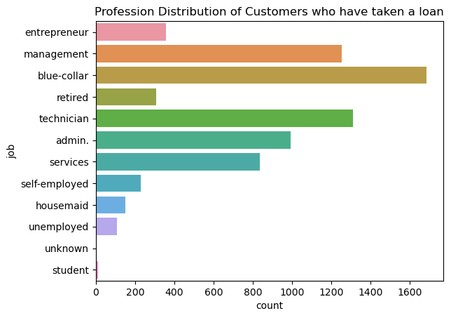 Profession Distribution of Customers who have taken a loan
entrepreneur
management
blue-collar
retired
technician
admin.
services
self-employed
housemaid
unemployed
unknown
student
job
0 200 400 600 800 1000 1200 1400 1600
count